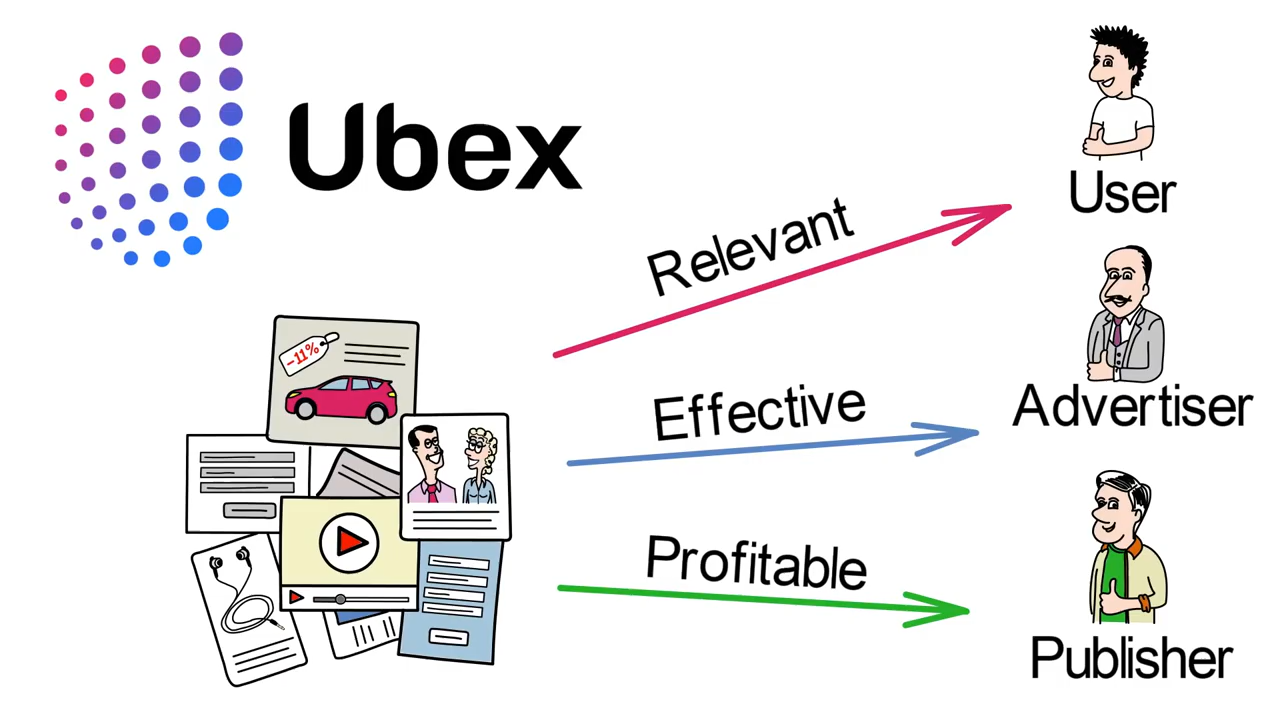 Ubex
Relevant
User
-11%
Effective
Advertiser
Profitable
Publisher